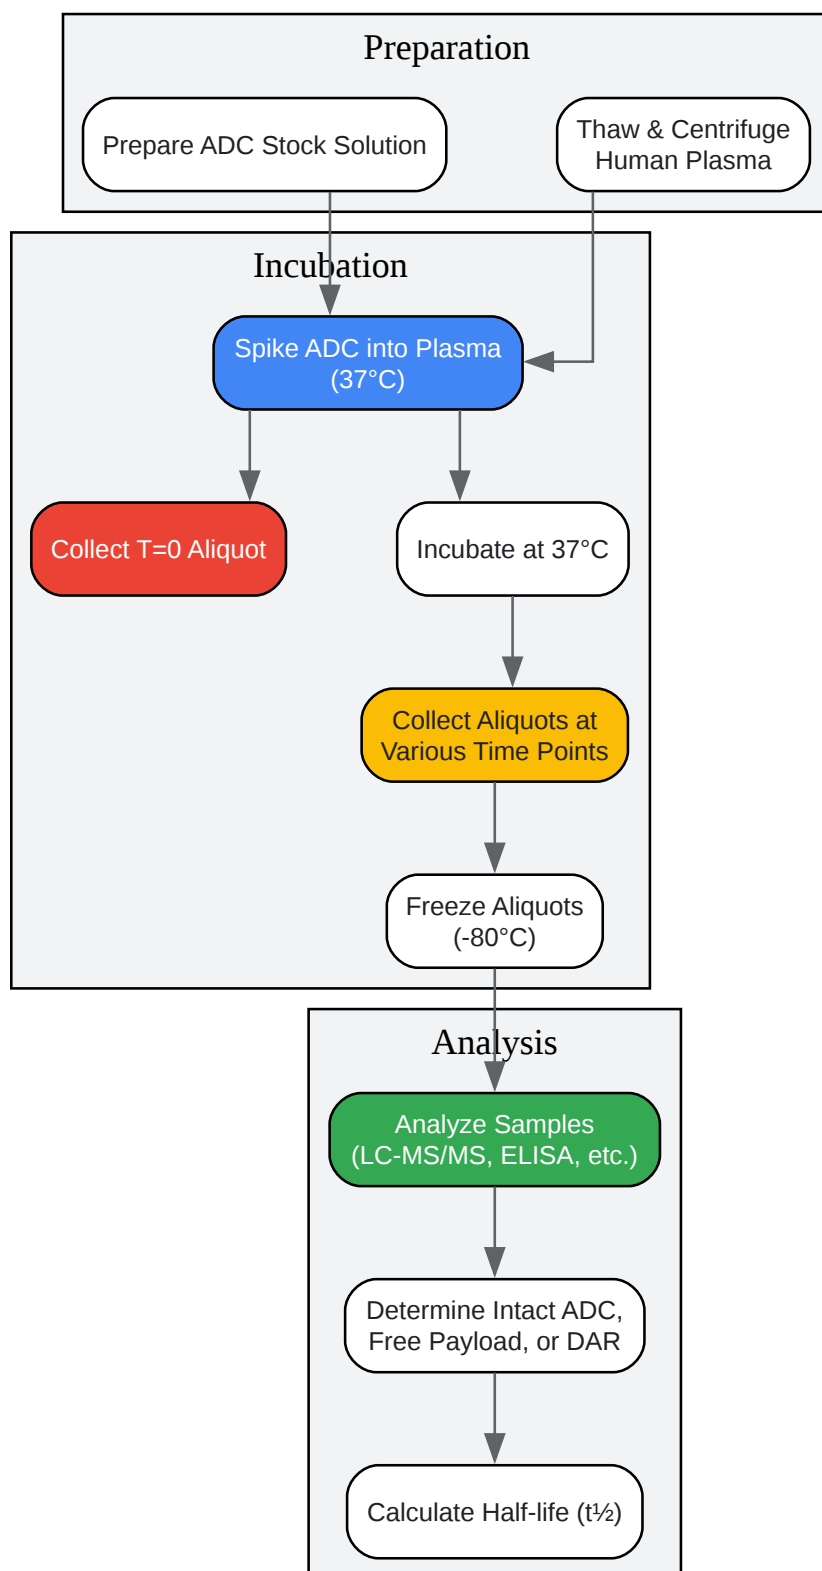 Preparation
Prepare ADC Stock Solution
Thaw & Centrifuge
Human Plasma
Incubation
Spike ADC into Plasma
(37°C)
Collect T=0 Aliquot
Incubate at 37°C
Collect Aliquots at
Various Time Points
Freeze Aliquots
(-80°C)
Analysis
Analyze Samples
(LC-MS/MS, ELISA, etc.)
Determine Intact ADC,
Free Payload, or DAR
Calculate Half-life (t½)